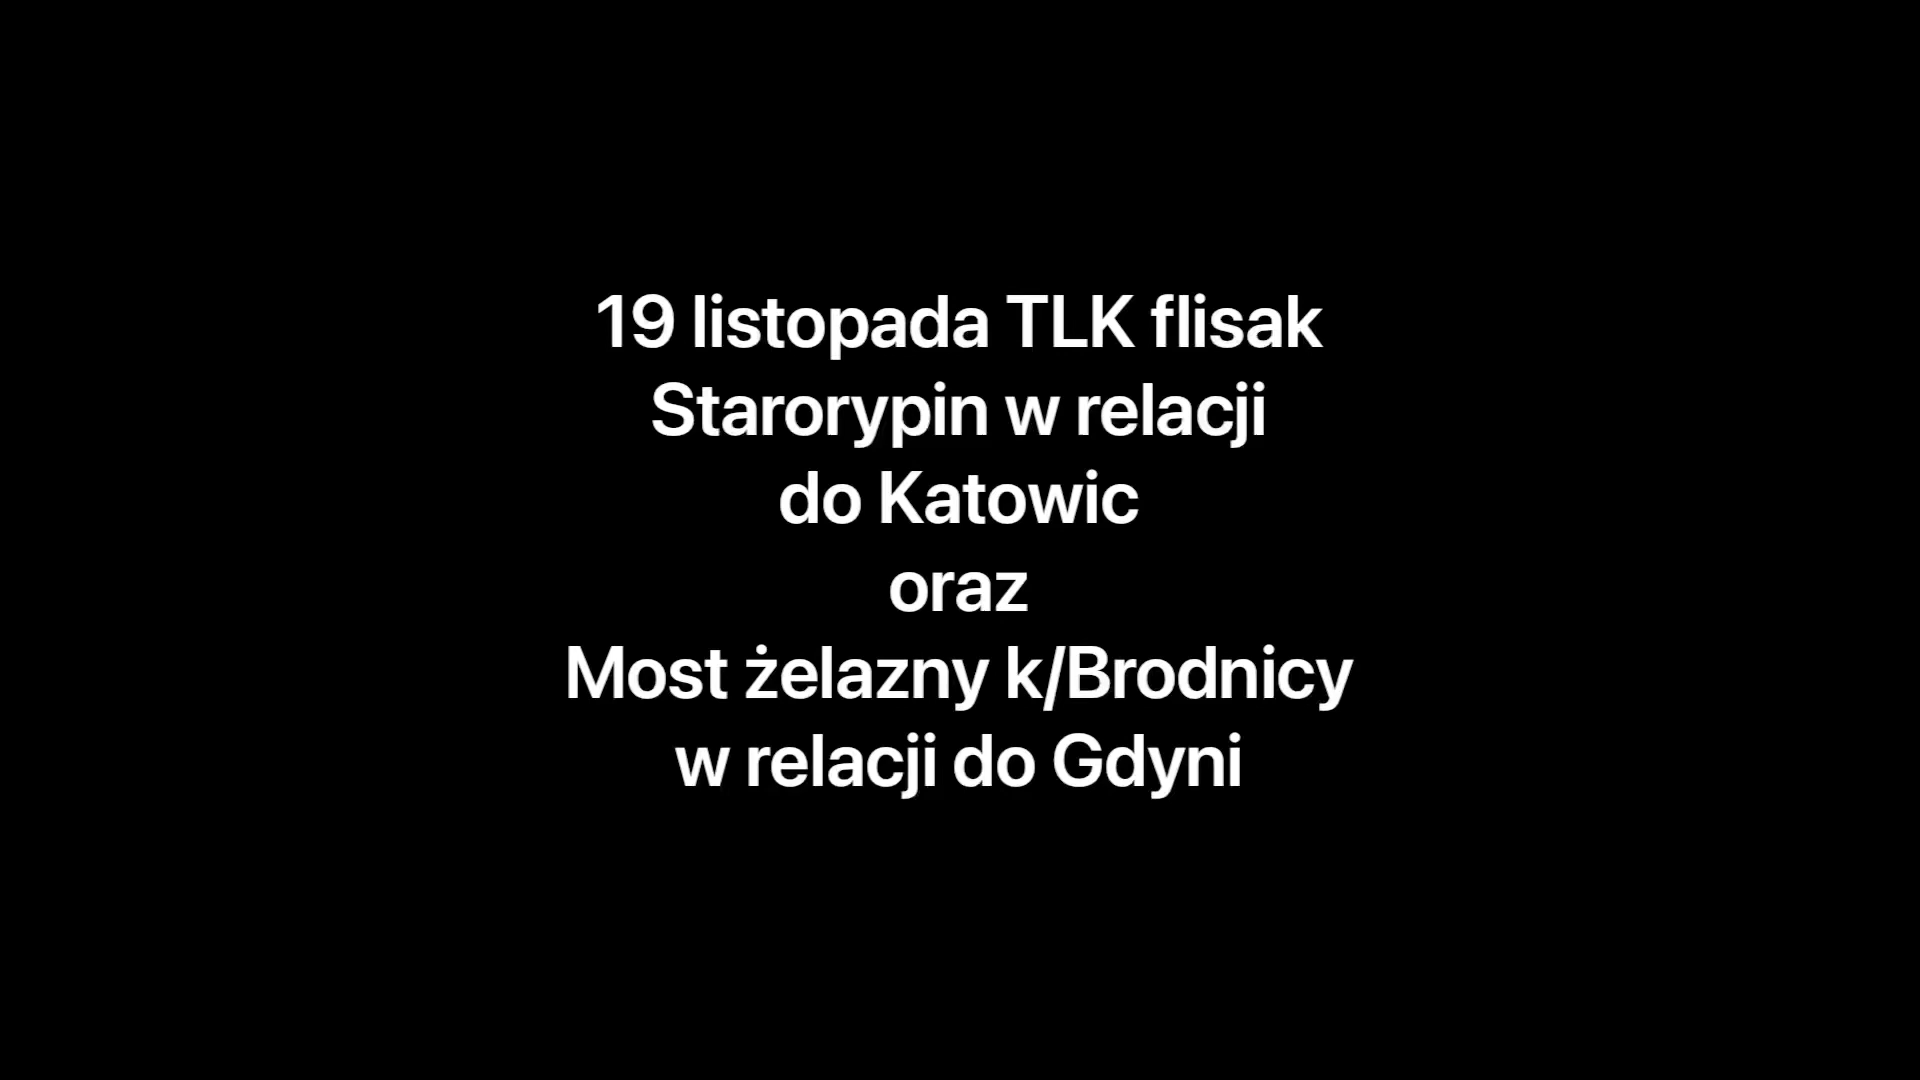 19 listopada TLK flisak
Starorypin w relacji
do Katowic
oraz
Most żelazny k/Brodnicy
w relacji do Gdyni